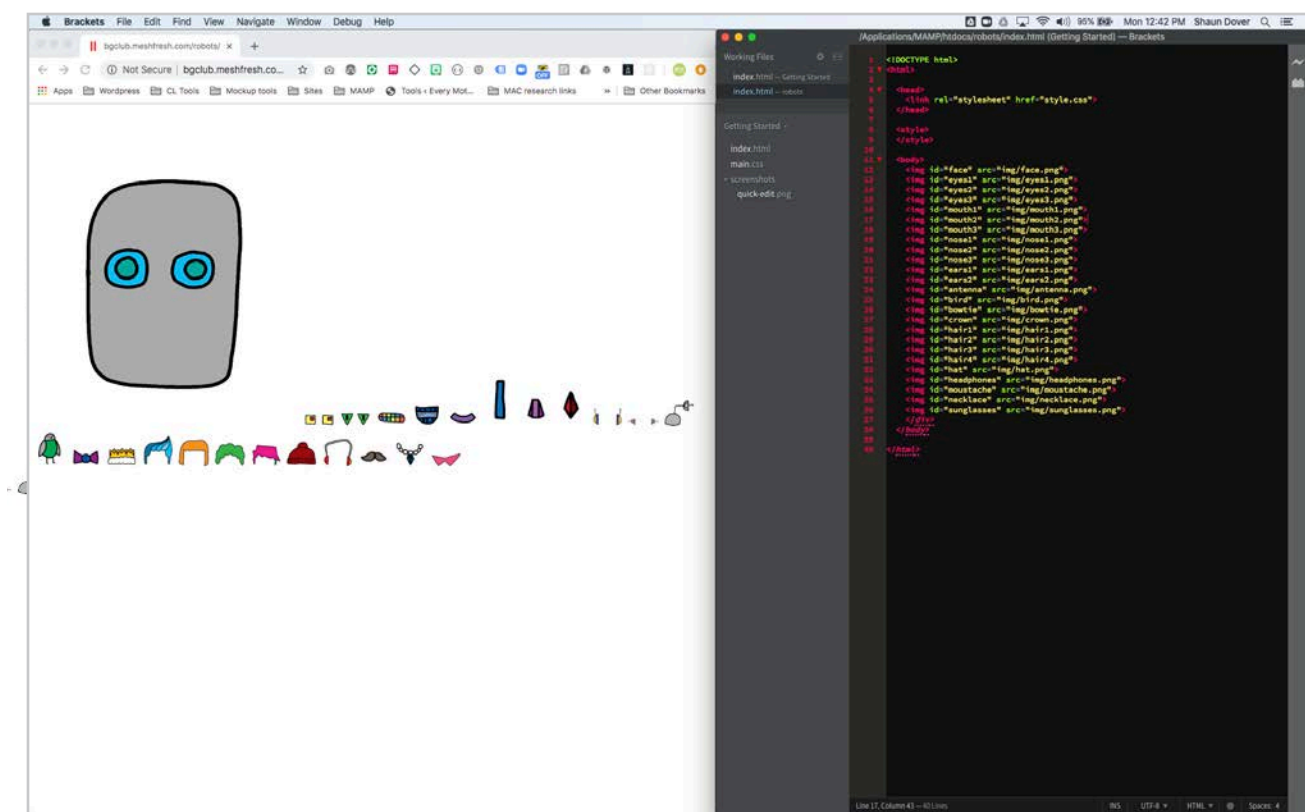 Brackets File Edit Find View Navigate Window Debug Help
95% Mon 12:42 PM Shaun Dover
bgclub.meshfresh.com/robots/
Not Secure | bgclub.meshfresh.co...
Apps Wordpress CL Tools Mockup tools Sites MAMP Tools ‹ Every Mot... MAC research links » Other Bookmarks
/Applications/MAMP/htdocs/robots/index.html (Getting Started) — Brackets
Working Files
index.html — Getting Started
index.html — robots
Getting Started
index.html
main.css
screenshots
quick-edit.png
<!DOCTYPE html>
<html>
<head>
<link rel="stylesheet" href="style.css">
</head>
<style>
</style>
<body>
<img id="face" src="img/face.png">
<img id="eyes1" src="img/eyes1.png">
<img id="eyes2" src="img/eyes2.png">
<img id="eyes3" src="img/eyes3.png">
<img id="mouth1" src="img/mouth1.png">
<img id="mouth2" src="img/mouth2.png">
<img id="mouth3" src="img/mouth3.png">
<img id="nose1" src="img/nose1.png">
<img id="nose2" src="img/nose2.png">
<img id="nose3" src="img/nose3.png">
<img id="ears1" src="img/ears1.png">
<img id="ears2" src="img/ears2.png">
<img id="antenna" src="img/antenna.png">
<img id="bird" src="img/bird.png">
<img id="bowtie" src="img/bowtie.png">
<img id="crown" src="img/crown.png">
<img id="hair1" src="img/hair1.png">
<img id="hair2" src="img/hair2.png">
<img id="hair3" src="img/hair3.png">
<img id="hair4" src="img/hair4.png">
<img id="hat" src="img/hat.png">
<img id="headphones" src="img/headphones.png">
<img id="moustache" src="img/moustache.png">
<img id="necklace" src="img/necklace.png">
<img id="sunglasses" src="img/sunglasses.png">
</div>
</body>
</html>
Line 17, Column 43 — 40 Lines
INS UTF-8 HTML Spaces: 4